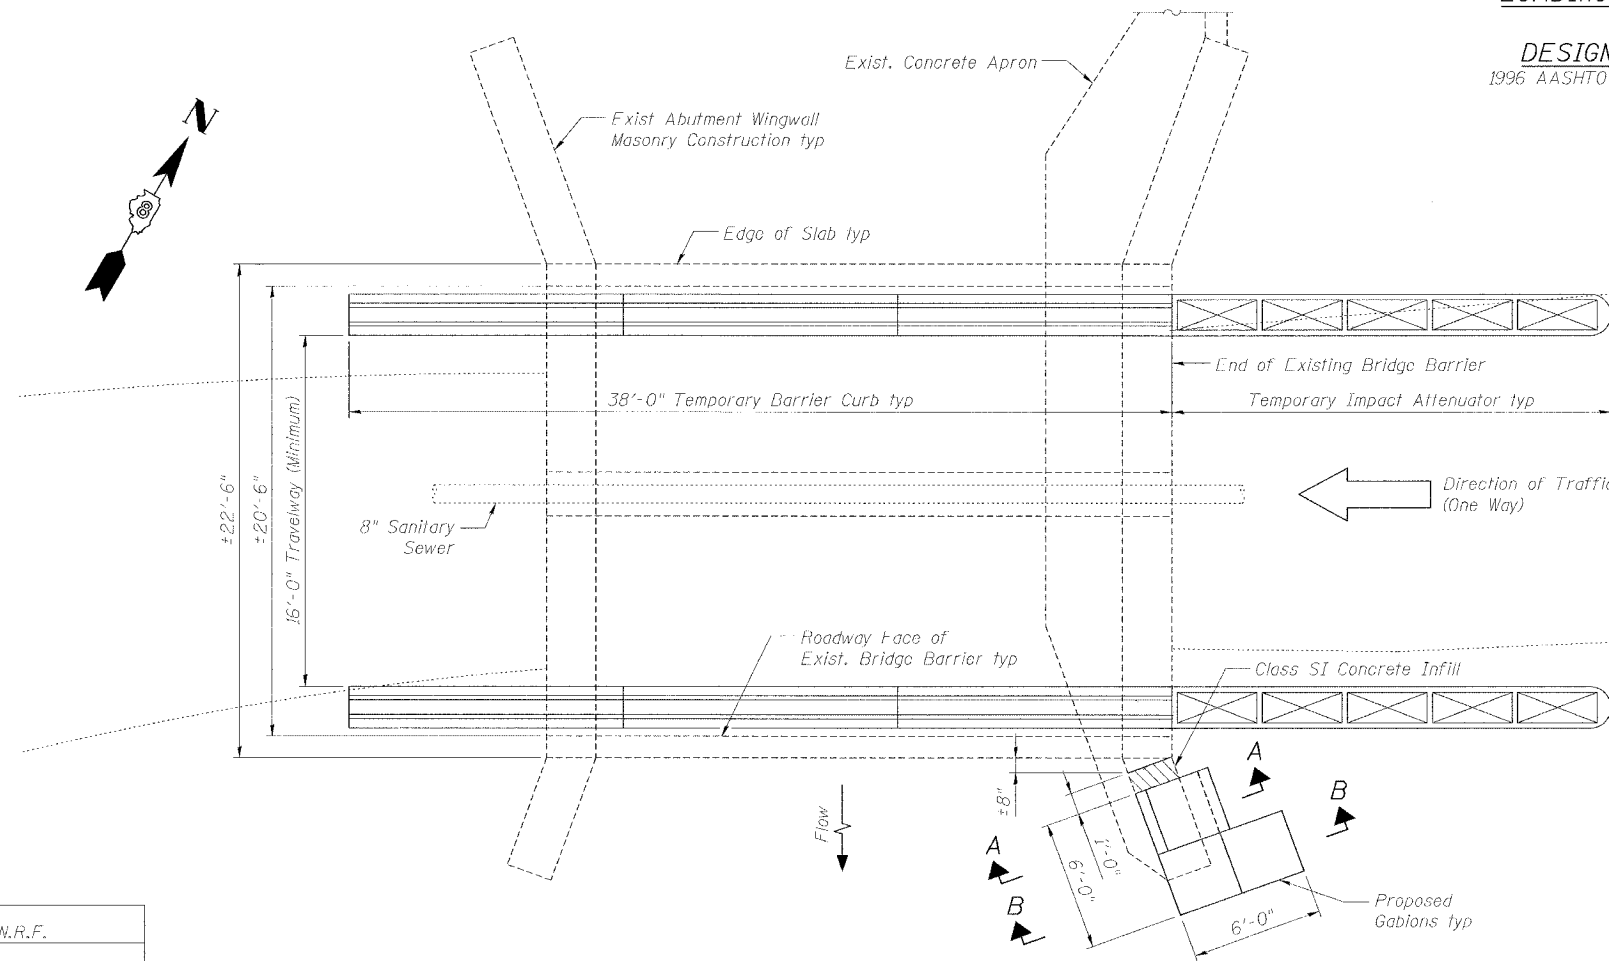 DESIGN
1996 AASHTO
Exist. Concrete Apron
N
Exist Abutment Wingwall
Masonry Construction typ
Edge of Slab typ
End of Existing Bridge Barrier
38'-0" Temporary Barrier Curb typ
Temporary Impact Attenuator typ
±22'-6"
±20'-6"
16'-0" Travelway (Minimum)
8" Sanitary
Sewer
Direction of Traffic
(One Way)
Roadway Face of
Exist. Bridge Barrier typ
Class SI Concrete Infill
±8"
Flow
A
B
1'-0"
6'-0"
A
B
6'-0"
Proposed
Gabions typ
W.R.F.